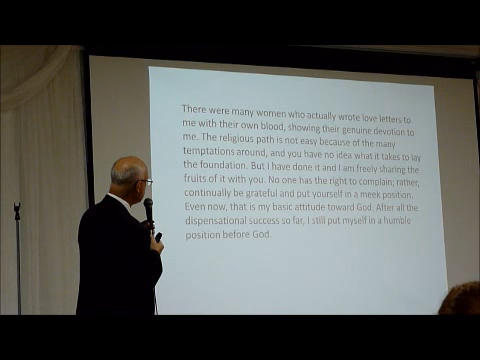 There were many women who actually wrote love letters to
me with their own blood, showing their genuine devotion to
me. The religious path is not easy because of the many
temptations around, and you have no idea what it takes to lay
the foundation. But I have done it and I am freely sharing the
fruits of it with you. No one has the right to complain; rather,
continually be grateful and put yourself in a meek position.
Even now, that is my basic attitude toward God. After all the
dispensational success so far, I still put myself in a humble
position before God.